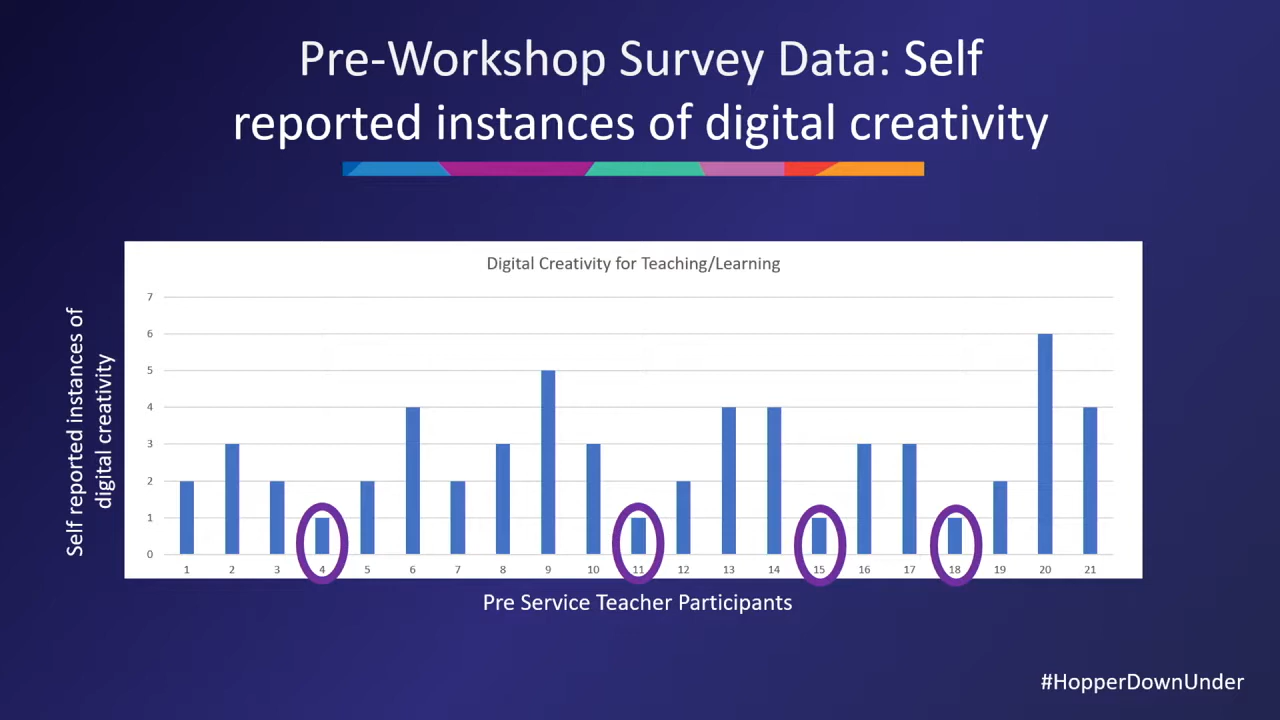 Pre-Workshop Survey Data: Self
reported instances of digital creativity
Digital Creativity for Teaching/Learning
Self reported instances of
digital creativity
7
6
5
4
3
2
1
0
1 2 3 4 5 6 7 8 9 10 11 12 13 14 15 16 17 18 19 20 21
Pre Service Teacher Participants
#HopperDownUnder